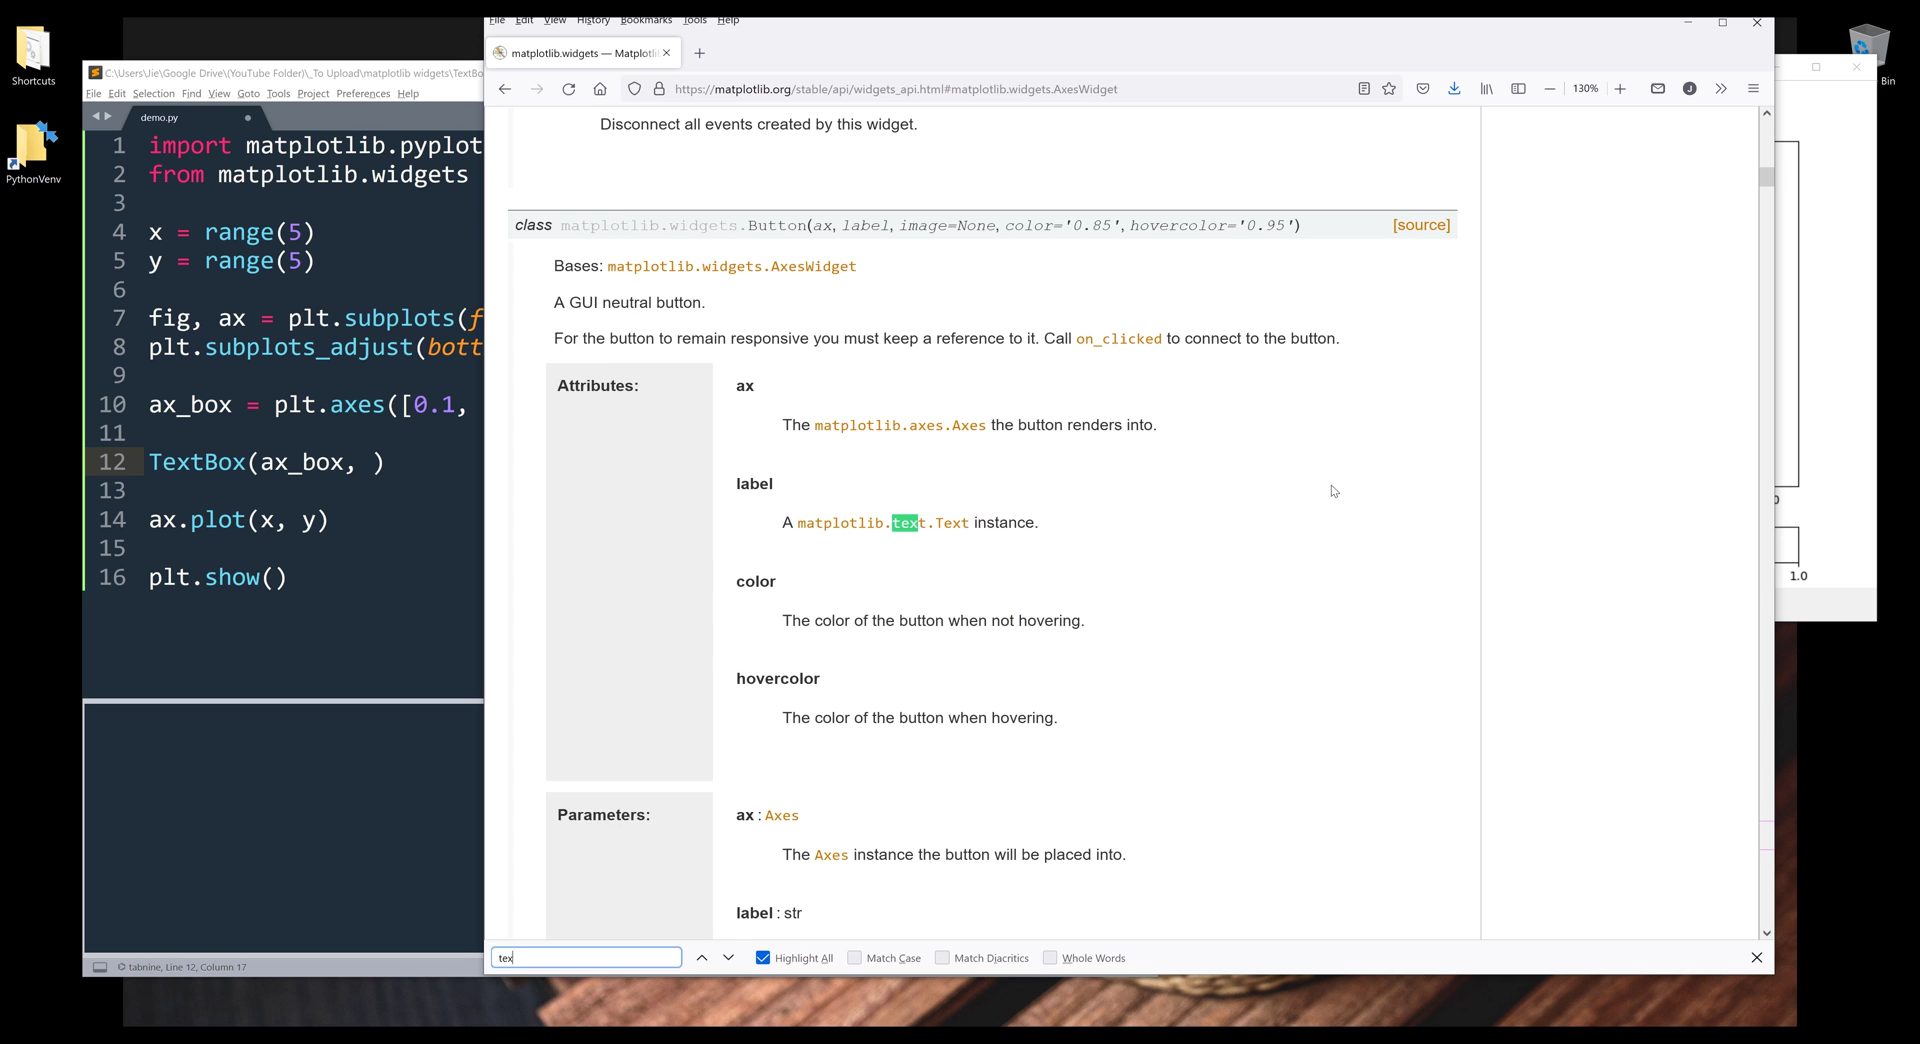 Shortcuts
PythonVenv
Bin
C:\Users\Jie\Google Drive\(YouTube Folder)\_To Upload\matplotlib widgets\TextBo
File Edit Selection Find View Goto Tools Project Preferences Help
demo.py
1 import matplotlib.pyplot
2 from matplotlib.widgets
3
4 x = range(5)
5 y = range(5)
6
7 fig, ax = plt.subplots(f
8 plt.subplots_adjust(bott
9
10 ax_box = plt.axes([0.1,
11
12 TextBox(ax_box, )
13
14 ax.plot(x, y)
15
16 plt.show()
© tabnine, Line 12, Column 17
File Edit View History Bookmarks Tools Help
matplotlib.widgets — Matplotli
https://matplotlib.org/stable/api/widgets_api.html#matplotlib.widgets.AxesWidget
130%
J
Disconnect all events created by this widget.
class matplotlib.widgets.Button(ax, label, image=None, color='0.85', hovercolor='0.95') [source]
Bases: matplotlib.widgets.AxesWidget
A GUI neutral button.
For the button to remain responsive you must keep a reference to it. Call on_clicked to connect to the button.
Attributes:
ax
The matplotlib.axes.Axes the button renders into.
label
A matplotlib.text.Text instance.
color
The color of the button when not hovering.
hovercolor
The color of the button when hovering.
Parameters:
ax : Axes
The Axes instance the button will be placed into.
label : str
tex
Highlight All Match Case Match Diacritics Whole Words
1.0